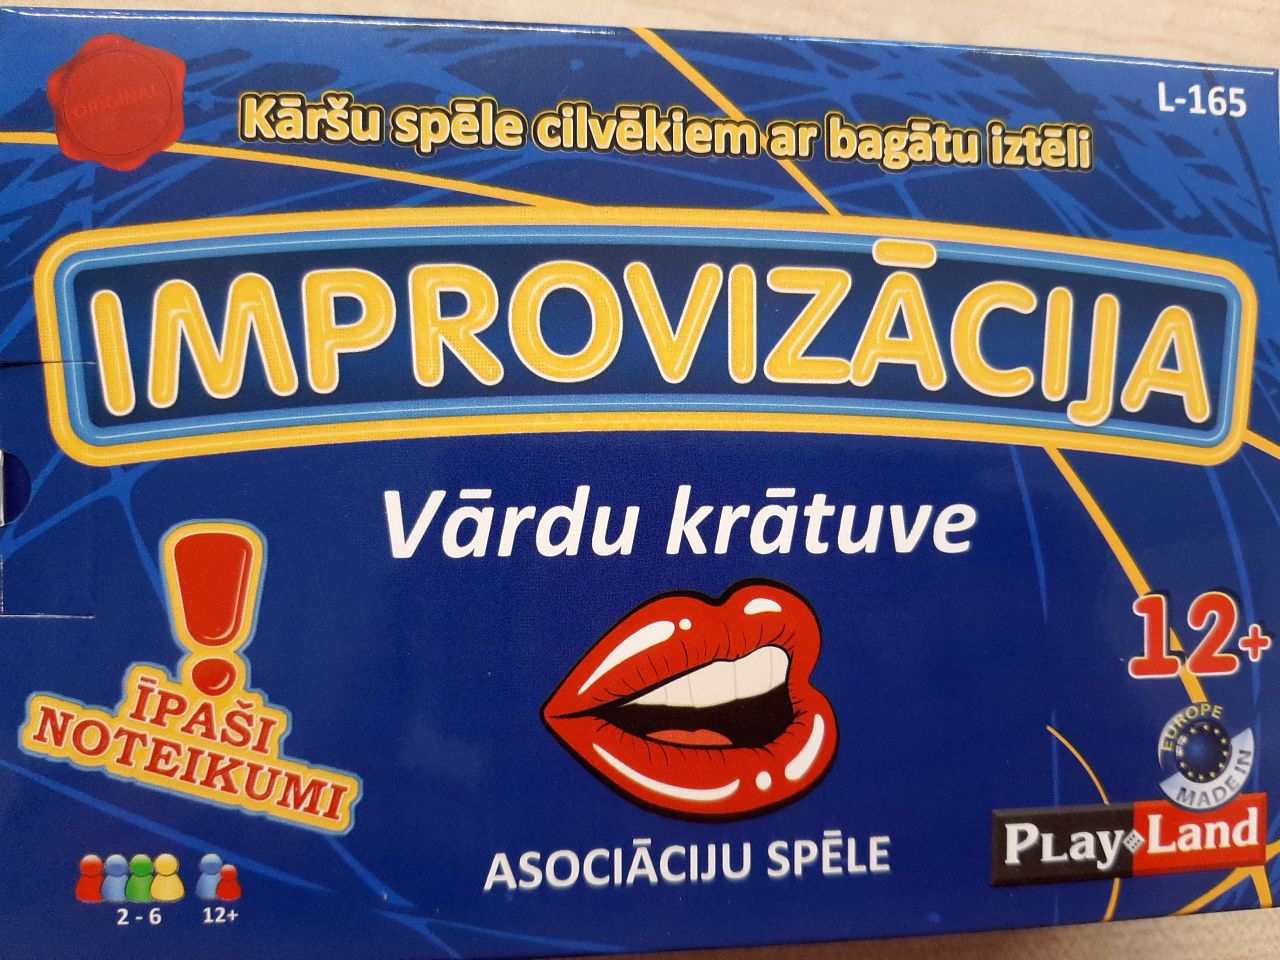 ORIGINAL
L-165
Kāršu spēle cilvēkiem ar bagātu iztēli
IMPROVIZĀCIJA
Vārdu krātuve
!
ĪPAŠI
NOTEIKUMI
12+
EUROPE
MADE IN
PLay Land
ASOCIĀCIJU SPĒLE
2 - 6
12+